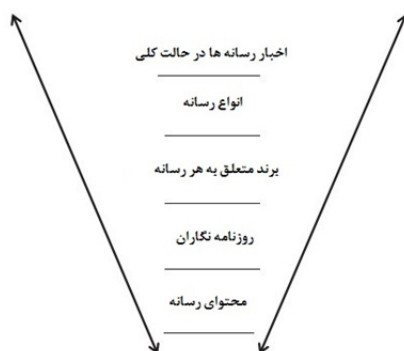 اخبار رسانه ها در حالت کلی
انواع رسانه
برند متعلق به هر رسانه
روزنامه نگاران
محتوای رسانه